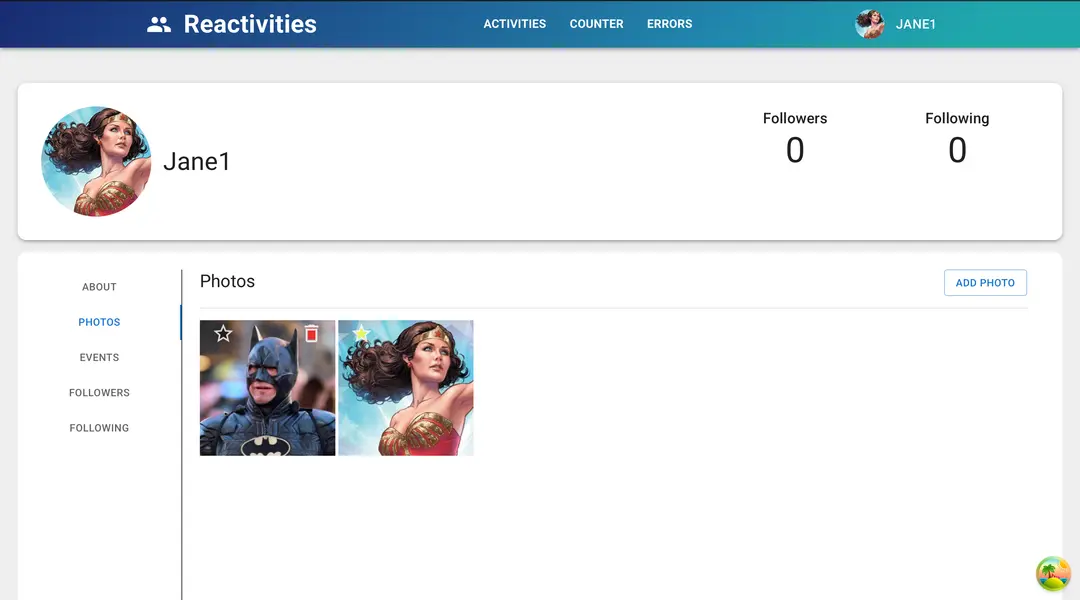 Reactivities
ACTIVITIES COUNTER ERRORS
JANE1
Followers Following
0 0
Jane1
ABOUT
PHOTOS
EVENTS
FOLLOWERS
FOLLOWING
Photos
ADD PHOTO